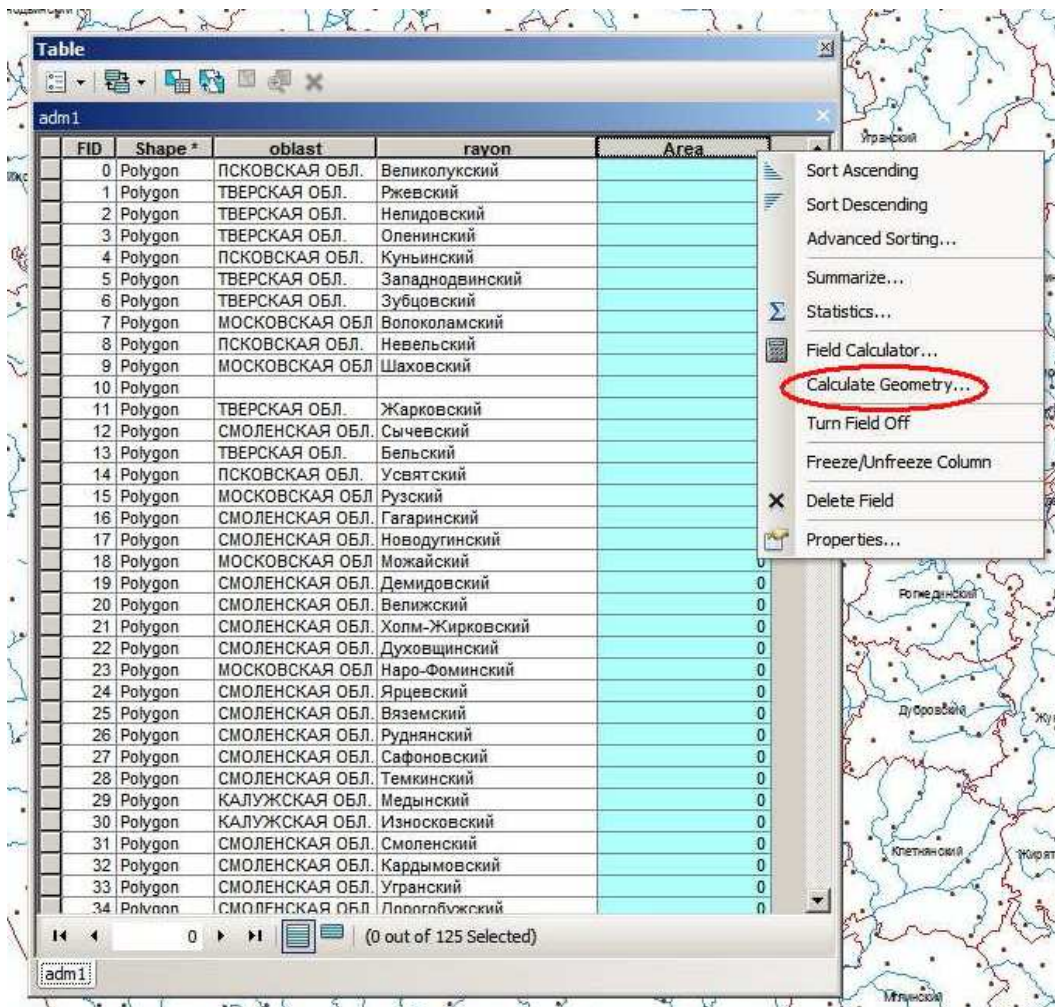 Table
adm1
FID Shape * oblast rayon Area
0 Polygon ПСКОВСКАЯ ОБЛ. Великолукский
1 Polygon ТВЕРСКАЯ ОБЛ. Ржевский
2 Polygon ТВЕРСКАЯ ОБЛ. Нелидовский
3 Polygon ТВЕРСКАЯ ОБЛ. Оленинский
4 Polygon ПСКОВСКАЯ ОБЛ. Куньинский
5 Polygon ТВЕРСКАЯ ОБЛ. Западнодвинский
6 Polygon ТВЕРСКАЯ ОБЛ. Зубцовский
7 Polygon МОСКОВСКАЯ ОБЛ Волоколамский
8 Polygon ПСКОВСКАЯ ОБЛ. Невельский
9 Polygon МОСКОВСКАЯ ОБЛ Шаховский
10 Polygon
11 Polygon ТВЕРСКАЯ ОБЛ. Жарковский
12 Polygon СМОЛЕНСКАЯ ОБЛ. Сычевский
13 Polygon ТВЕРСКАЯ ОБЛ. Бельский
14 Polygon ПСКОВСКАЯ ОБЛ. Усвятский
15 Polygon МОСКОВСКАЯ ОБЛ Рузский
16 Polygon СМОЛЕНСКАЯ ОБЛ. Гагаринский
17 Polygon СМОЛЕНСКАЯ ОБЛ. Новодугинский
18 Polygon МОСКОВСКАЯ ОБЛ Можайский 0
19 Polygon СМОЛЕНСКАЯ ОБЛ. Демидовский 0
20 Polygon СМОЛЕНСКАЯ ОБЛ. Велижский 0
21 Polygon СМОЛЕНСКАЯ ОБЛ. Холм-Жирковский 0
22 Polygon СМОЛЕНСКАЯ ОБЛ. Духовщинский 0
23 Polygon МОСКОВСКАЯ ОБЛ Наро-Фоминский 0
24 Polygon СМОЛЕНСКАЯ ОБЛ. Ярцевский 0
25 Polygon СМОЛЕНСКАЯ ОБЛ. Вяземский 0
26 Polygon СМОЛЕНСКАЯ ОБЛ. Руднянский 0
27 Polygon СМОЛЕНСКАЯ ОБЛ. Сафоновский 0
28 Polygon СМОЛЕНСКАЯ ОБЛ. Темкинский 0
29 Polygon КАЛУЖСКАЯ ОБЛ. Медынский 0
30 Polygon КАЛУЖСКАЯ ОБЛ. Износковский 0
31 Polygon СМОЛЕНСКАЯ ОБЛ. Смоленский 0
32 Polygon СМОЛЕНСКАЯ ОБЛ. Кардымовский 0
33 Polygon СМОЛЕНСКАЯ ОБЛ. Угранский 0
34 Polygon СМОЛЕНСКАЯ ОБЛ Дорогобужский 0
0 (0 out of 125 Selected)
adm1
Sort Ascending
Sort Descending
Advanced Sorting...
Summarize...
Statistics...
Field Calculator...
Calculate Geometry...
Turn Field Off
Freeze/Unfreeze Column
Delete Field
Properties...
Угранский
Рогнединский
Дубровский
Клетнянский
Мглинский